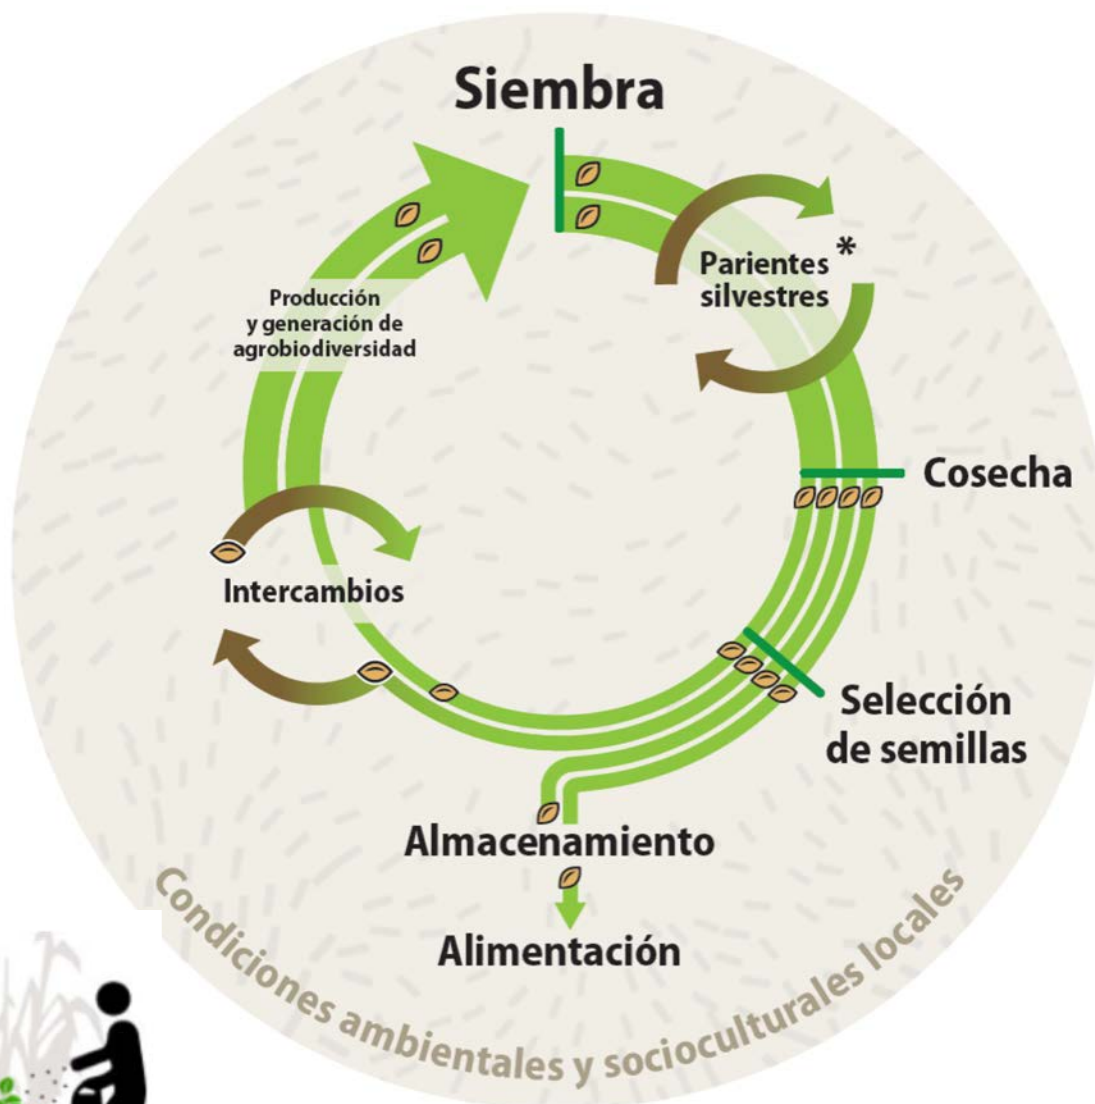 Siembra
Parientes *
silvestres
Producción
y generación de
agrobiodiversidad
Cosecha
Intercambios
Selección
de semillas
Almacenamiento
Alimentación
Condiciones ambientales y socioculturales locales